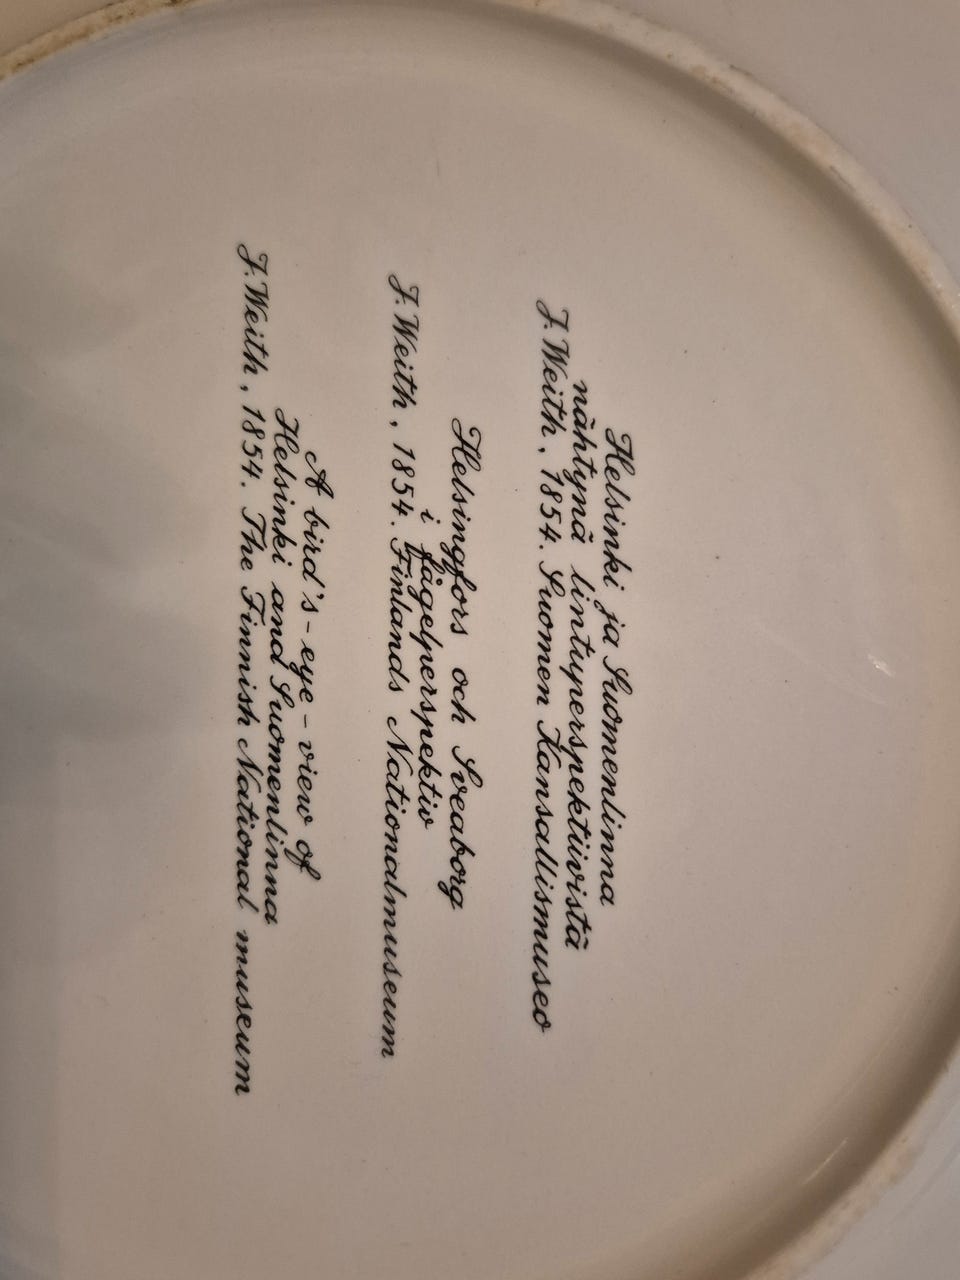 Helsinki ja Suomenlinna
nähtynä lintuperspektiivistä
J. Weith, 1854. Suomen Kansallismuseo
Helsingfors och Sveaborg
i fågelperspektiv
J. Weith, 1854. Finlands Nationalmuseum
A bird's-eye-view of
Helsinki and Suomenlinna
J. Weith, 1854. The Finnish National museum